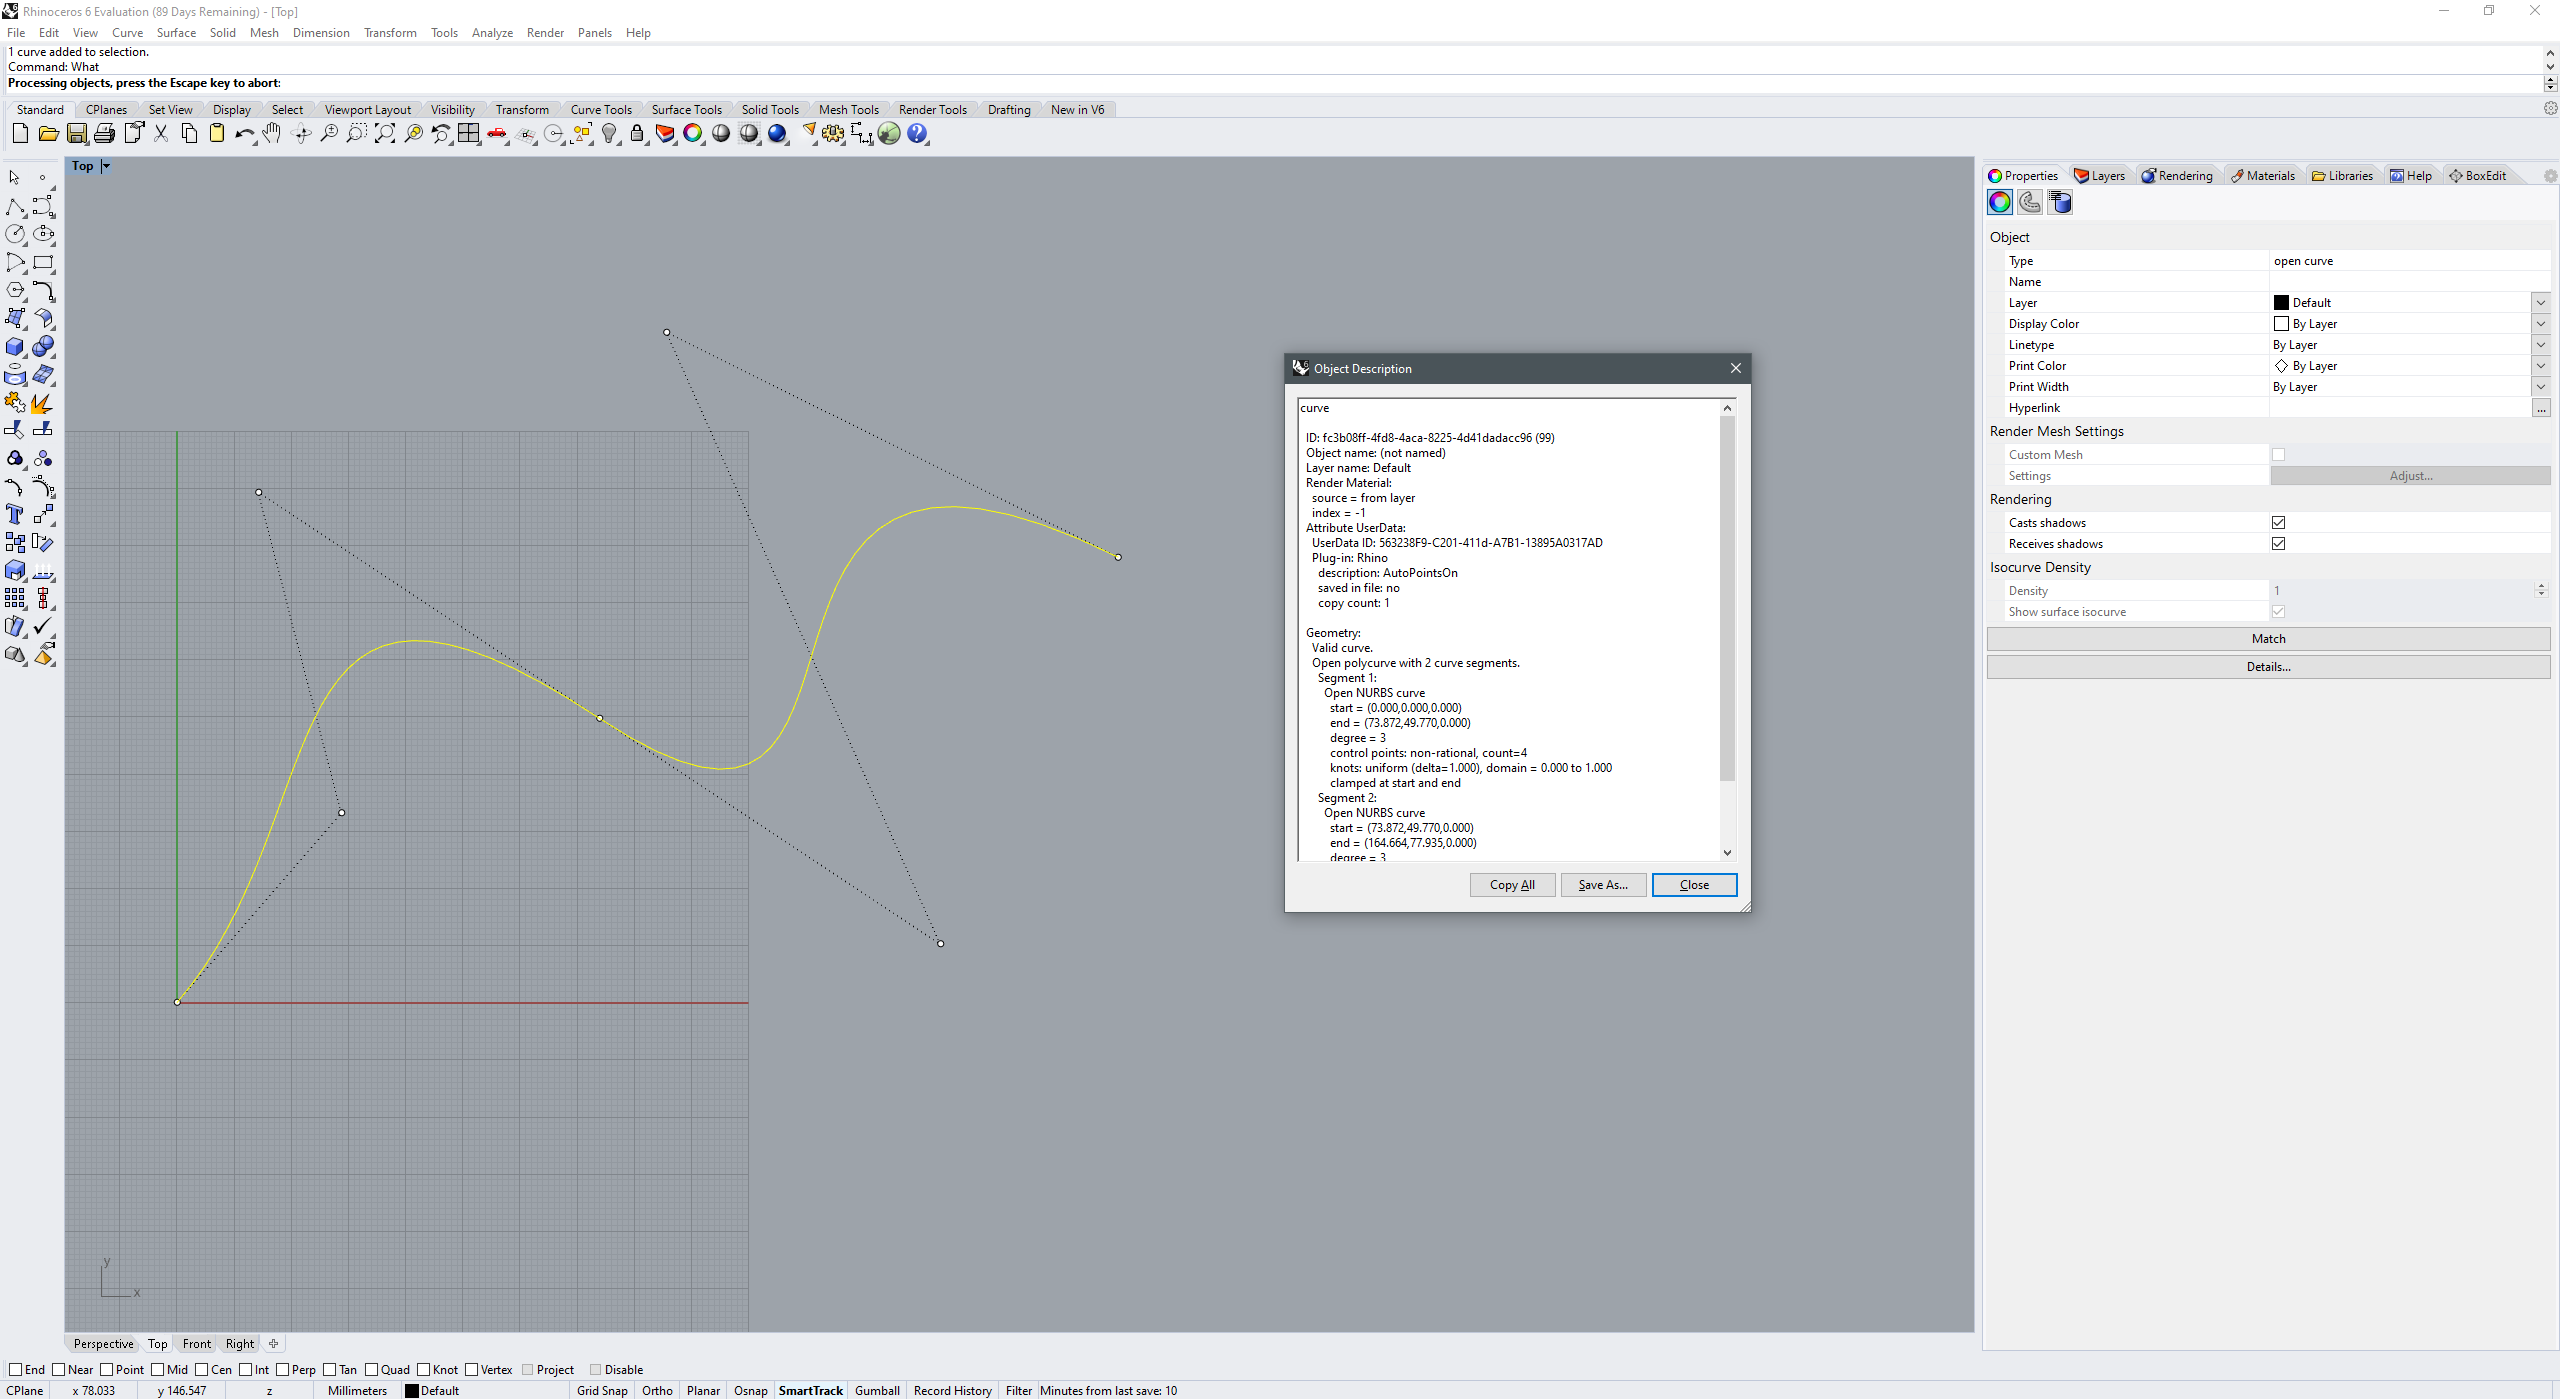 Rhinoceros 6 Evaluation (89 Days Remaining) - [Top]
File Edit View Curve Surface Solid Mesh Dimension Transform Tools Analyze Render Panels Help
1 curve added to selection.
Command: What
Processing objects, press the Escape key to abort:
Standard CPlanes Set View Display Select Viewport Layout Visibility Transform Curve Tools Surface Tools Solid Tools Mesh Tools Render Tools Drafting New in V6
Top
Properties Layers Rendering Materials Libraries Help BoxEdit
Object
Type open curve
Name
Layer Default
Display Color By Layer
Linetype By Layer
Print Color By Layer
Print Width By Layer
Hyperlink ...
Render Mesh Settings
Custom Mesh
Settings Adjust...
Rendering
Casts shadows
Receives shadows
Isocurve Density
Density 1
Show surface isocurve
Match
Details...
Object Description
curve
ID: fc3b08ff-4fd8-4aca-8225-4d41dadacc96 (99)
Object name: (not named)
Layer name: Default
Render Material:
source = from layer
index = -1
Attribute UserData:
UserData ID: 563238F9-C201-411d-A7B1-13895A0317AD
Plug-in: Rhino
description: AutoPointsOn
saved in file: no
copy count: 1
Geometry:
Valid curve.
Open polycurve with 2 curve segments.
Segment 1:
Open NURBS curve
start = (0.000,0.000,0.000)
end = (73.872,49.770,0.000)
degree = 3
control points: non-rational, count=4
knots: uniform (delta=1.000), domain = 0.000 to 1.000
clamped at start and end
Segment 2:
Open NURBS curve
start = (73.872,49.770,0.000)
end = (164.664,77.935,0.000)
degree = 3
Copy All Save As... Close
y
x
Perspective Top Front Right
End Near Point Mid Cen Int Perp Tan Quad Knot Vertex Project Disable
CPlane x 78.033 y 146.547 z Millimeters Default Grid Snap Ortho Planar Osnap SmartTrack Gumball Record History Filter Minutes from last save: 10